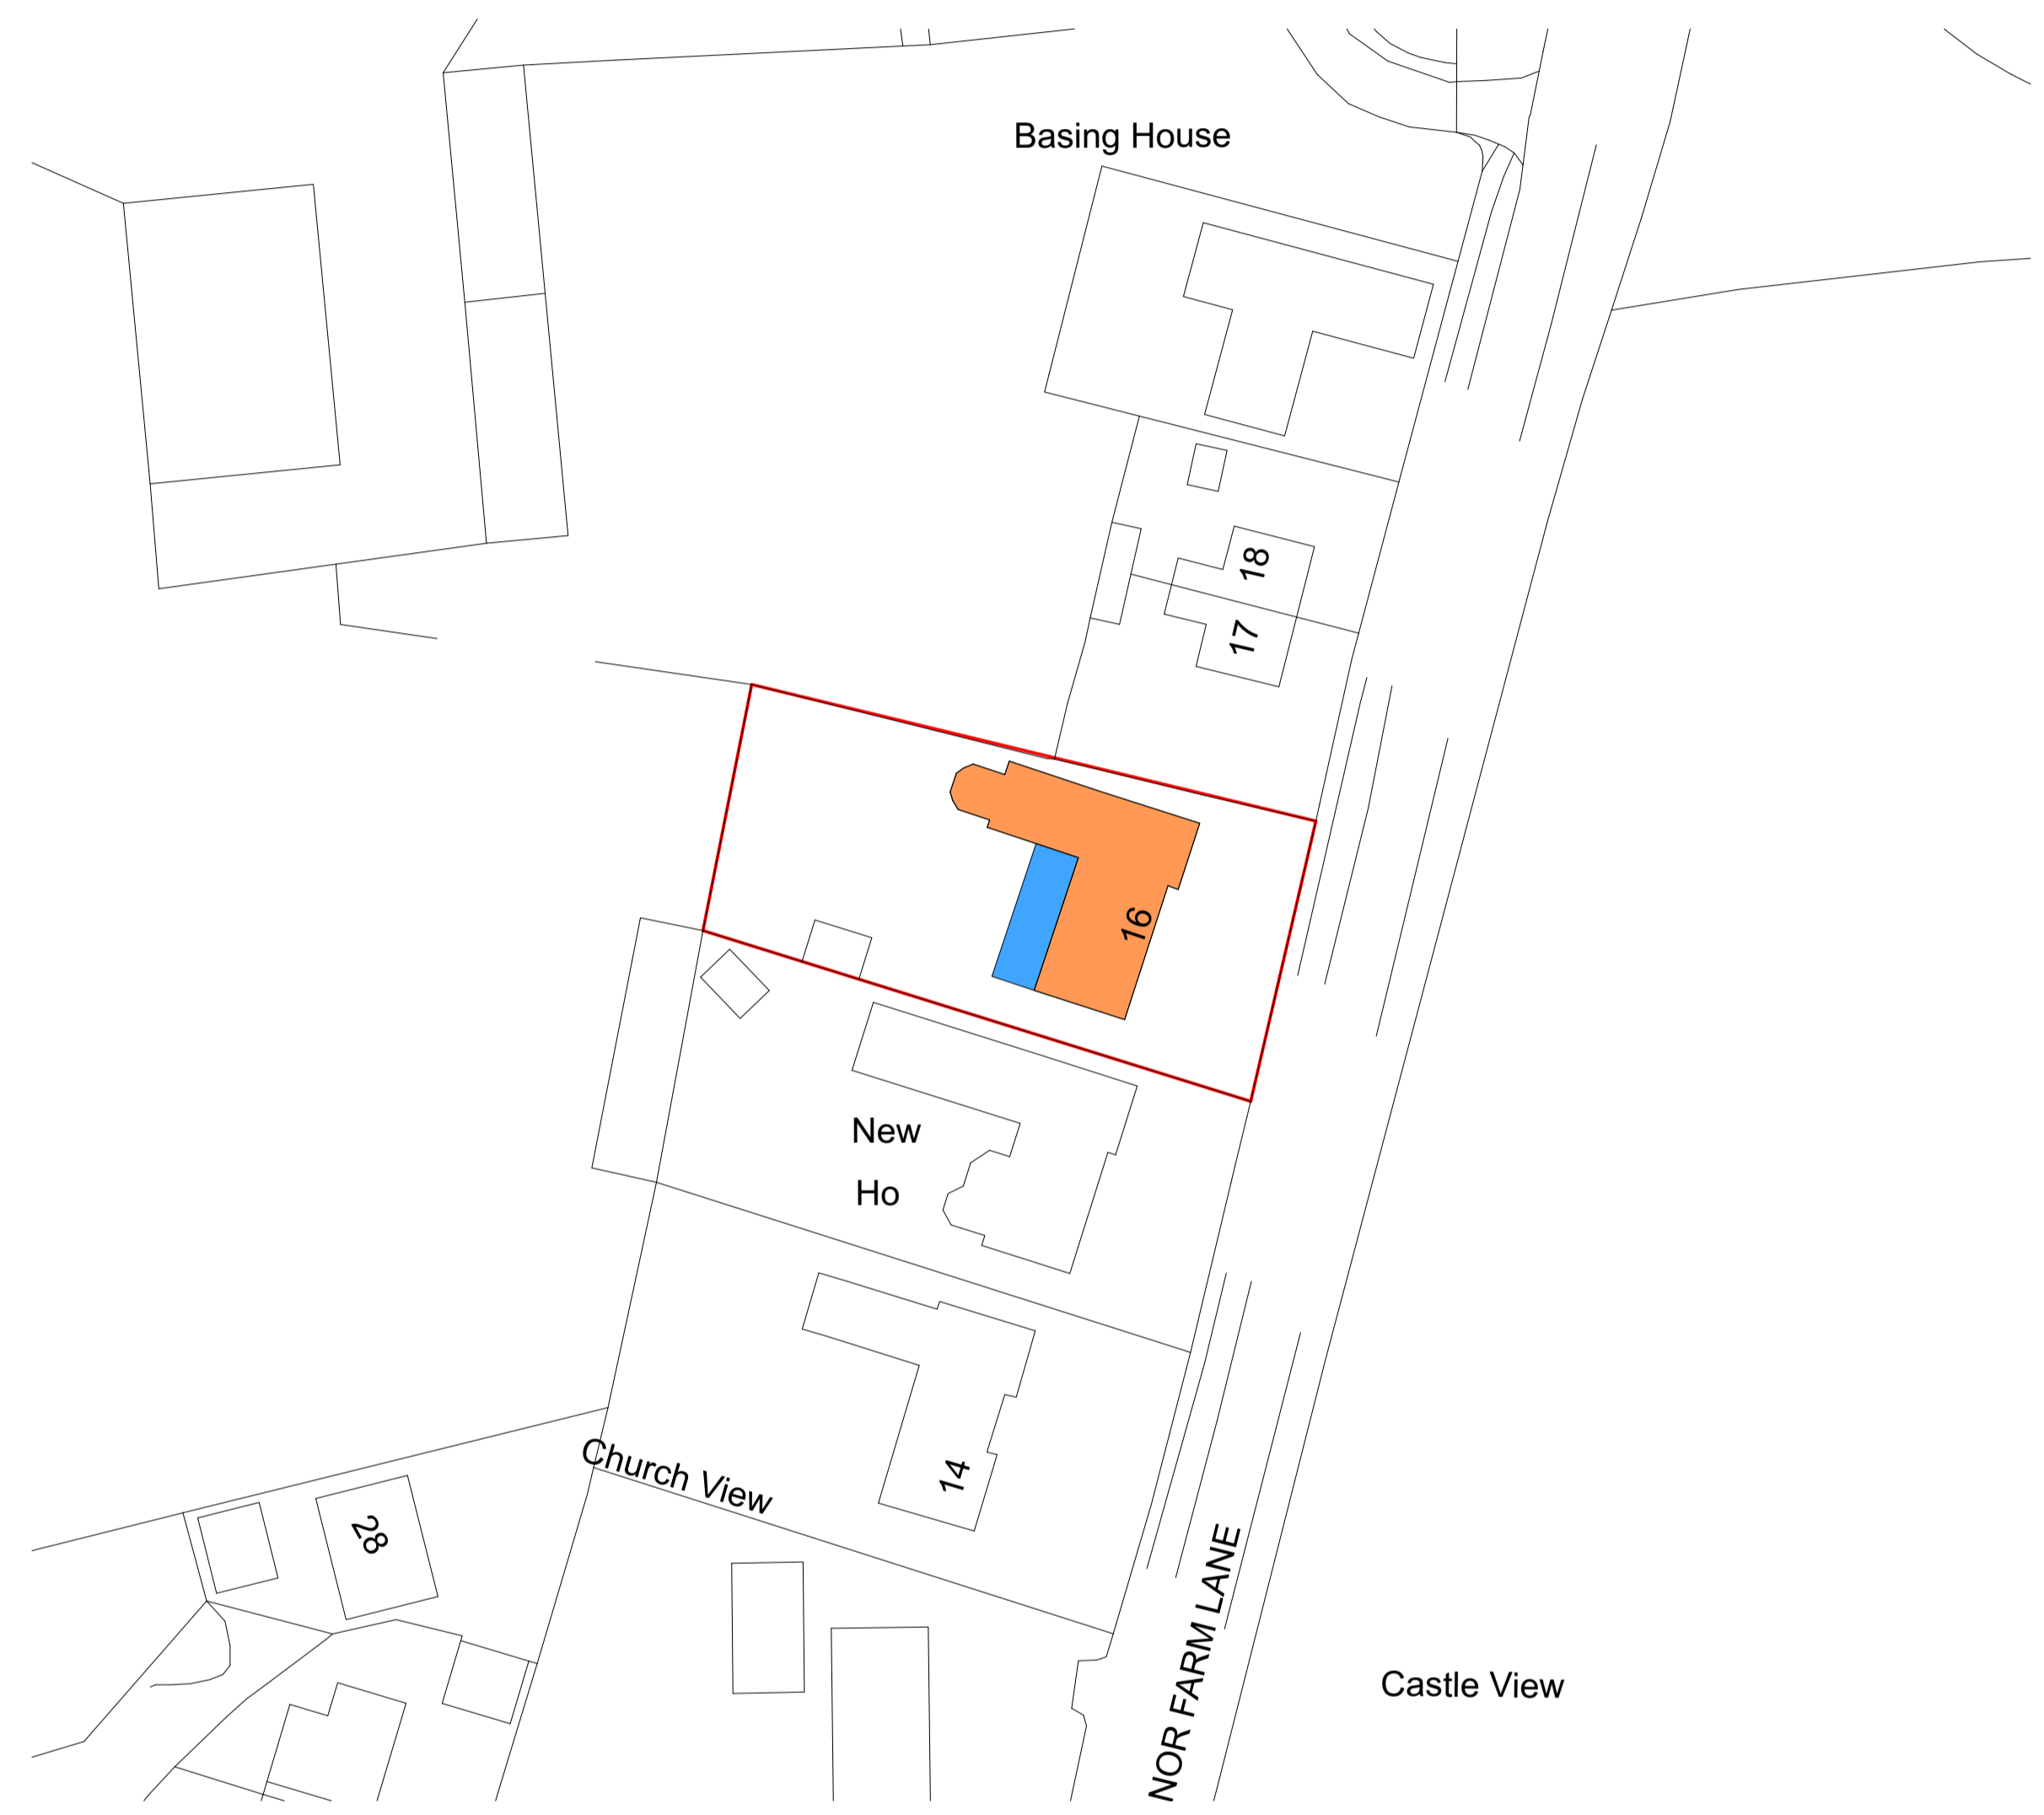 Basing House
18
17
16
New
Ho
14
Church View
28
NOR FARM LANE
Castle View